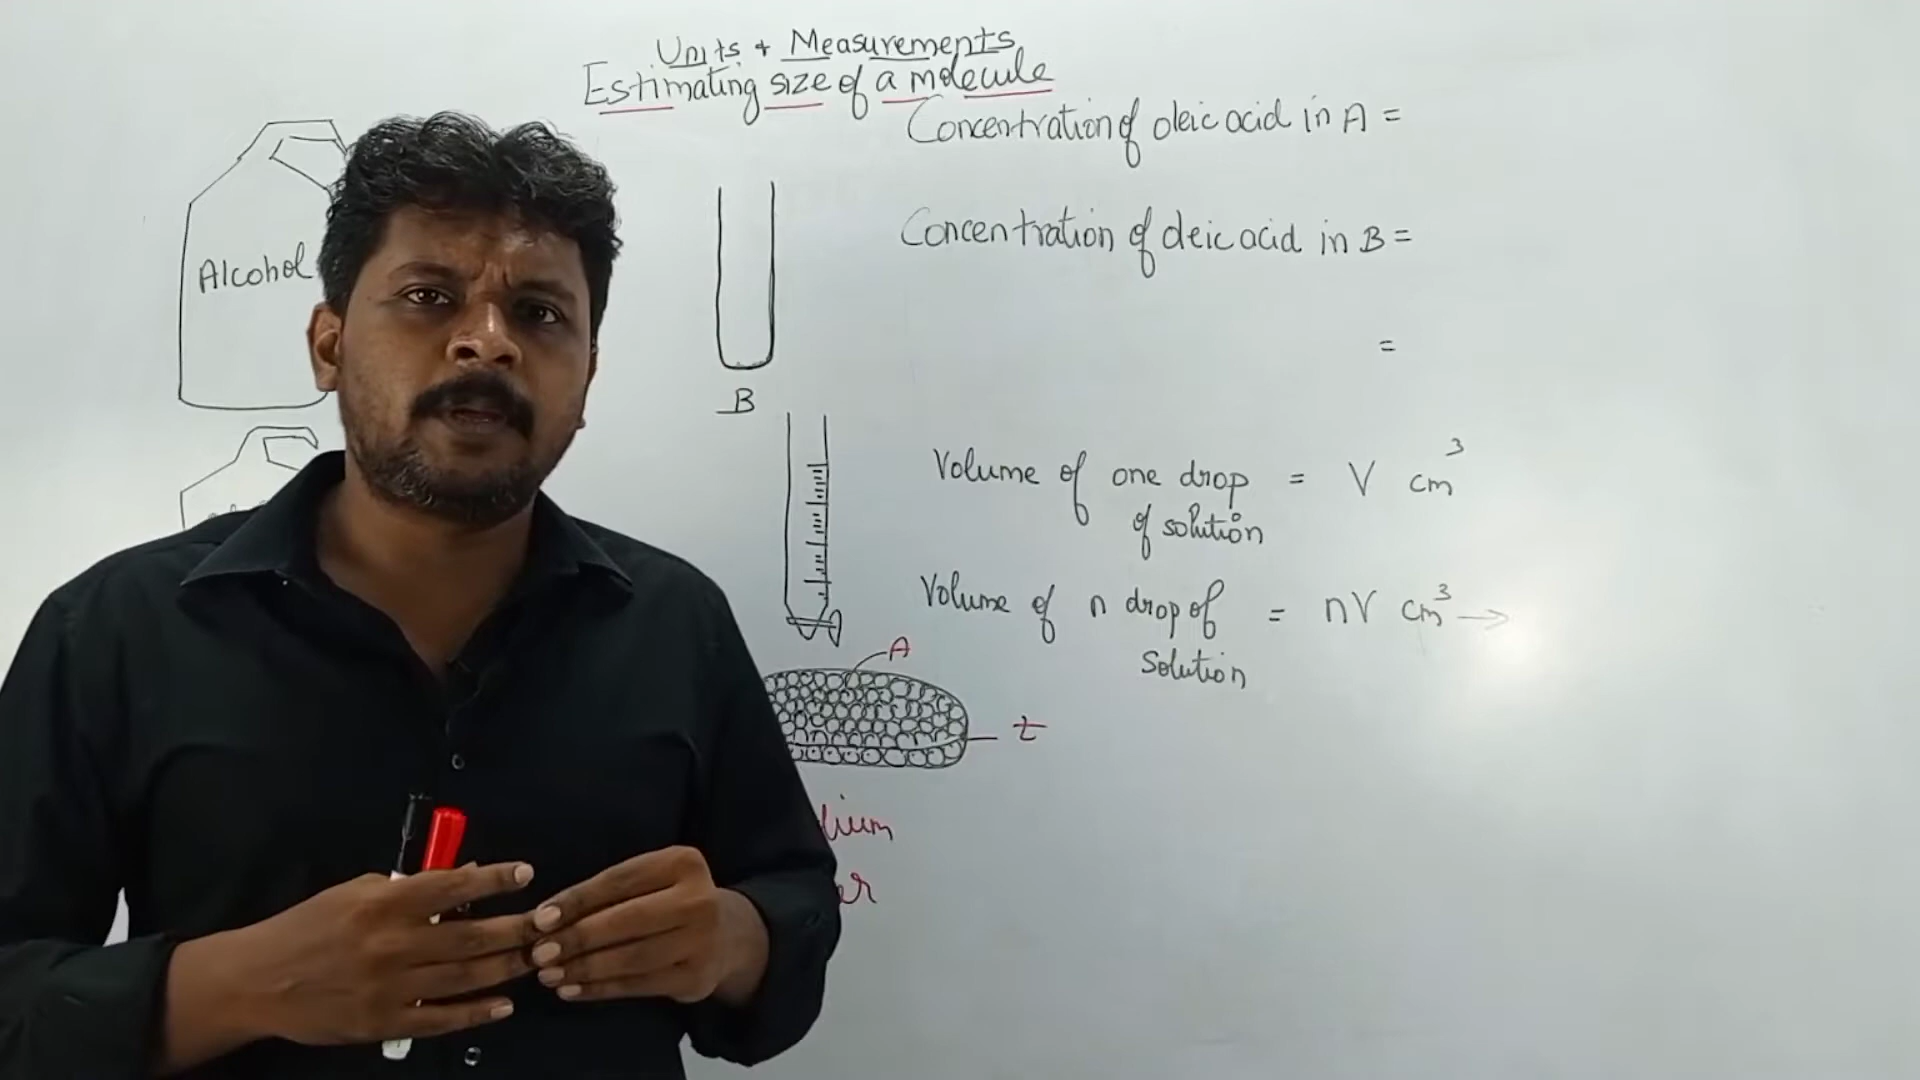 Units + Measurements
Estimating size of a molecule
Concentration of oleic acid in A =
Alcohol
Concentration of oleic acid in B =
=
B
Volume of one drop = V cm³
of solution
Volume of n drop of = nV cm³ →
Solution
A
t